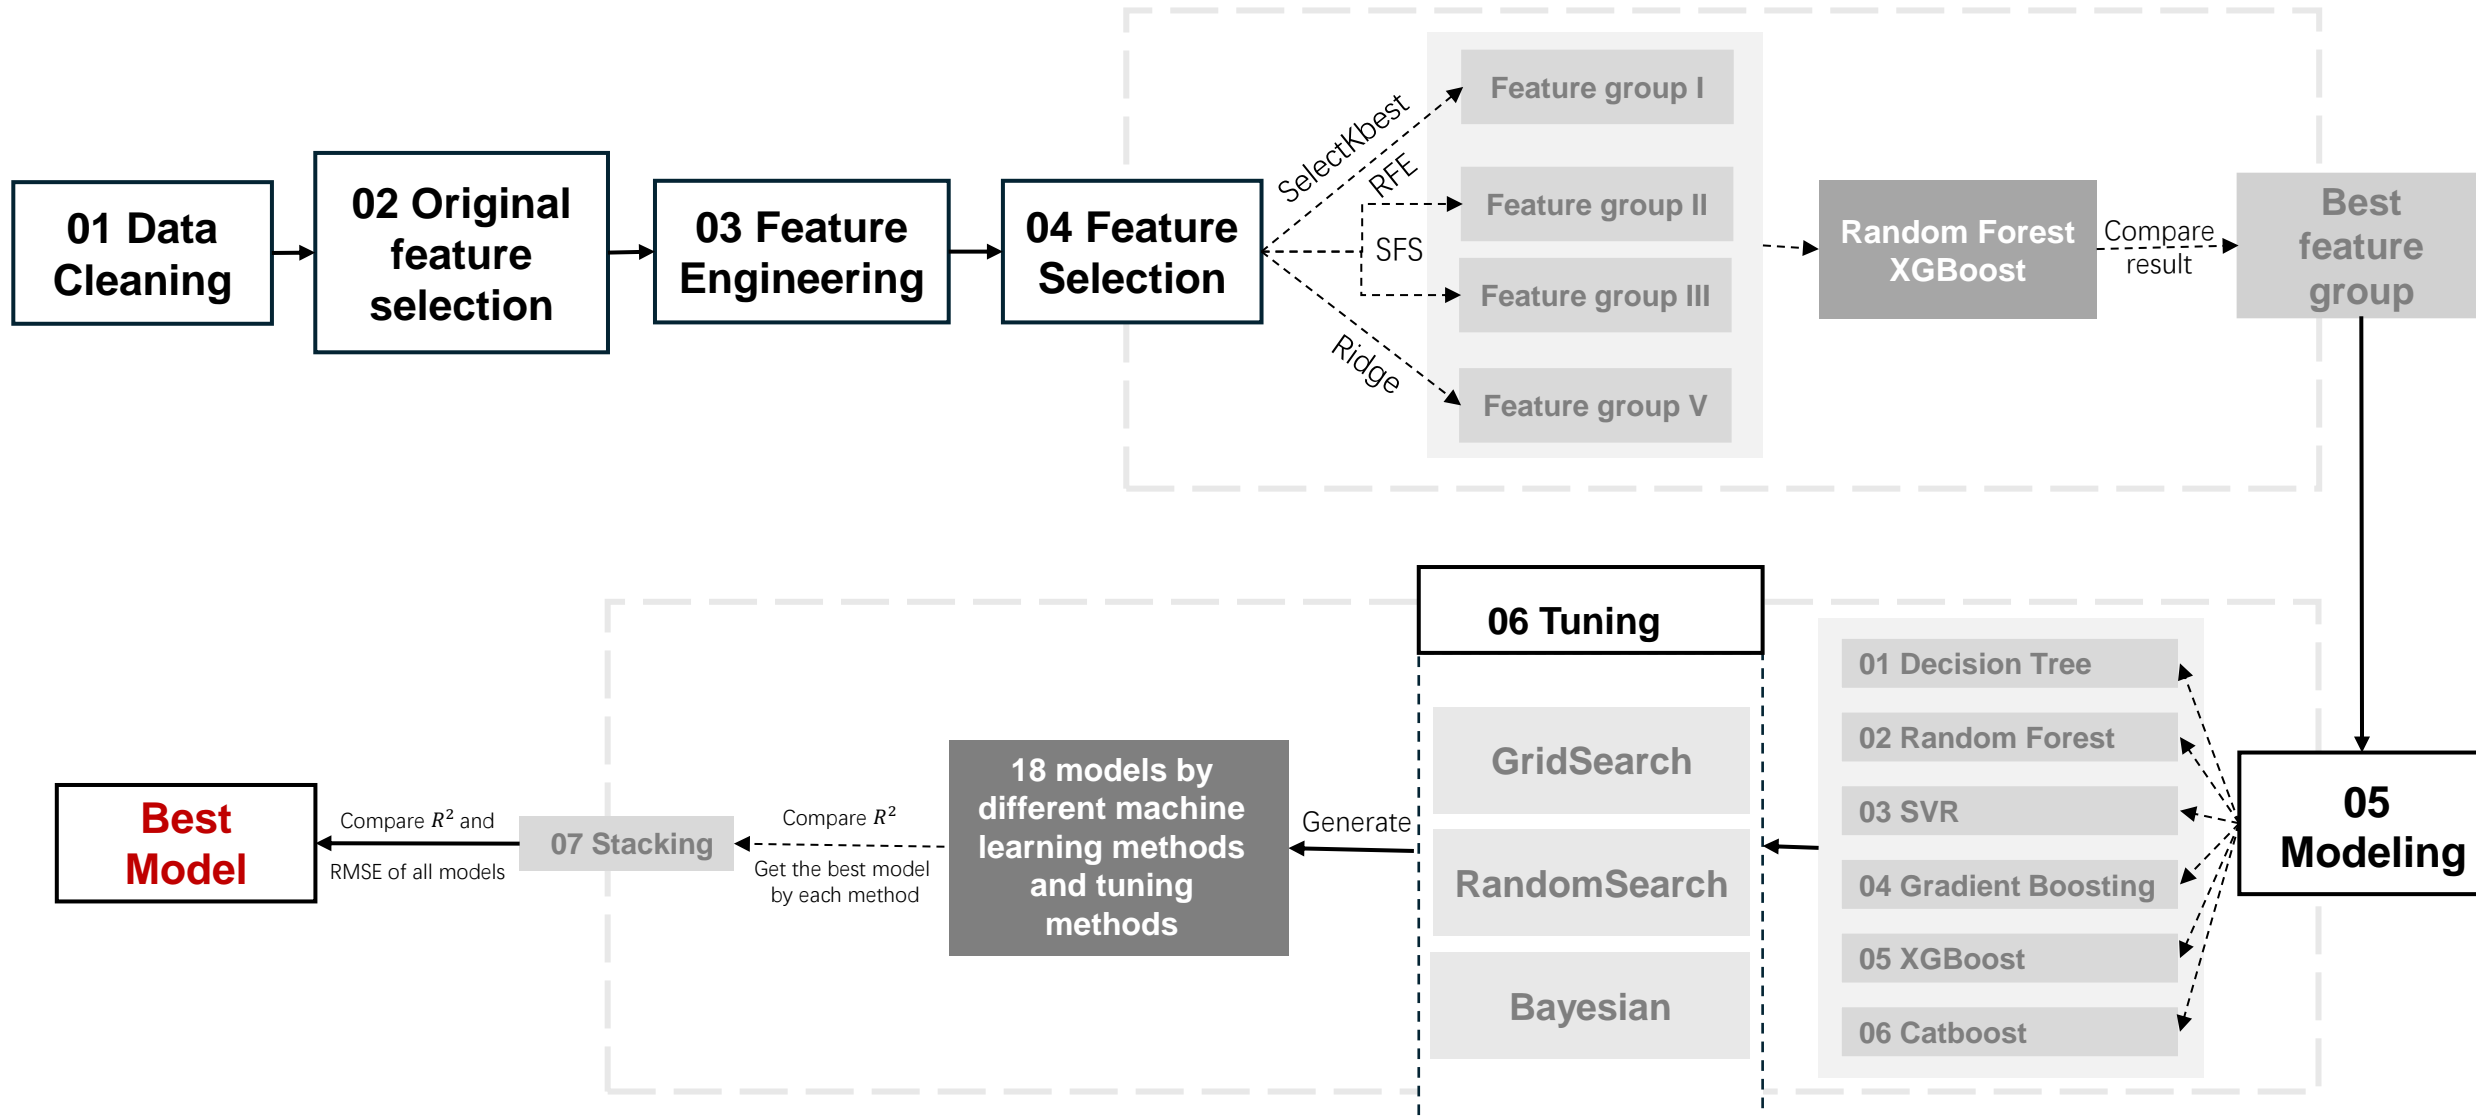 01 Data
Cleaning
02 Original
feature
selection
03 Feature
Engineering
04 Feature
Selection
SelectKbest
RFE
SFS
Ridge
Feature group I
Feature group II
Feature group III
Feature group V
Random Forest
XGBoost
Compare
result
Best
feature
group
05
Modeling
01 Decision Tree
02 Random Forest
03 SVR
04 Gradient Boosting
05 XGBoost
06 Catboost
06 Tuning
GridSearch
RandomSearch
Bayesian
Generate
18 models by
different machine
learning methods
and tuning
methods
Compare R²
Get the best model
by each method
07 Stacking
Compare R² and
RMSE of all models
Best
Model